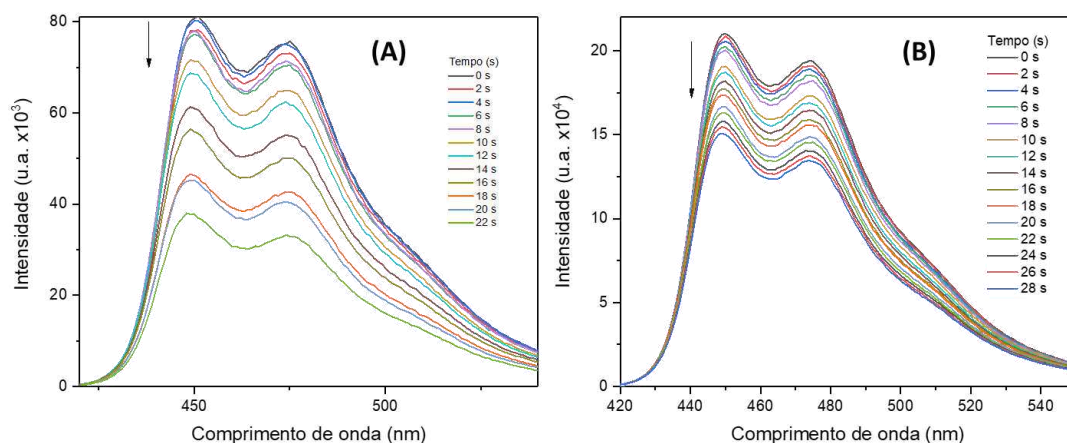 (A)
Intensidade (u.a. x10³)
80
60
40
20
0
450
500
Comprimento de onda (nm)
Tempo (s)
0 s
2 s
4 s
6 s
8 s
10 s
12 s
14 s
16 s
18 s
20 s
22 s
(B)
Intensidade (u.a. x10⁴)
20
15
10
5
0
420
440
460
480
500
520
540
Comprimento de onda (nm)
Tempo (s)
0 s
2 s
4 s
6 s
8 s
10 s
12 s
14 s
16 s
18 s
20 s
22 s
24 s
26 s
28 s